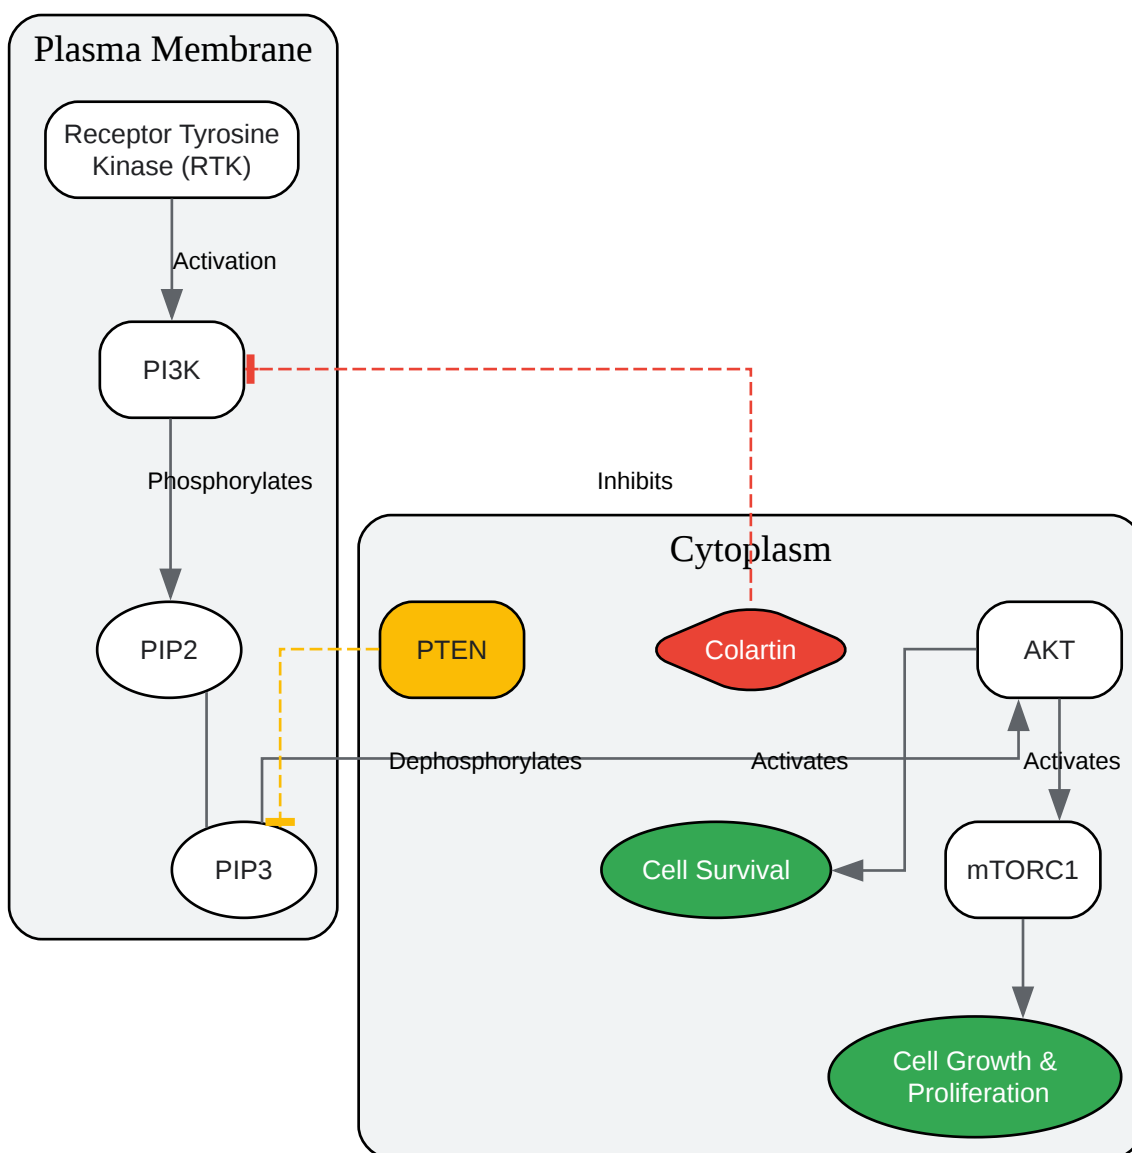 Plasma Membrane
Receptor Tyrosine
Kinase (RTK)
Activation
PI3K
Phosphorylates
Inhibits
Cytoplasm
PIP2
PTEN
Colartin
AKT
Dephosphorylates
Activates
Activates
PIP3
Cell Survival
mTORC1
Cell Growth &
Proliferation